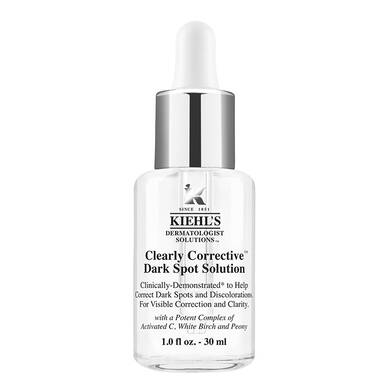 K
SINCE 1851
KIEHL'S
DERMATOLOGIST
SOLUTIONS™
Clearly Corrective™
Dark Spot Solution
Clinically-Demonstrated* to Help
Correct Dark Spots and Discolorations.
For Visible Correction and Clarity.
with a Potent Complex of
Activated C, White Birch and Peony
1.0 fl. oz. - 30 ml